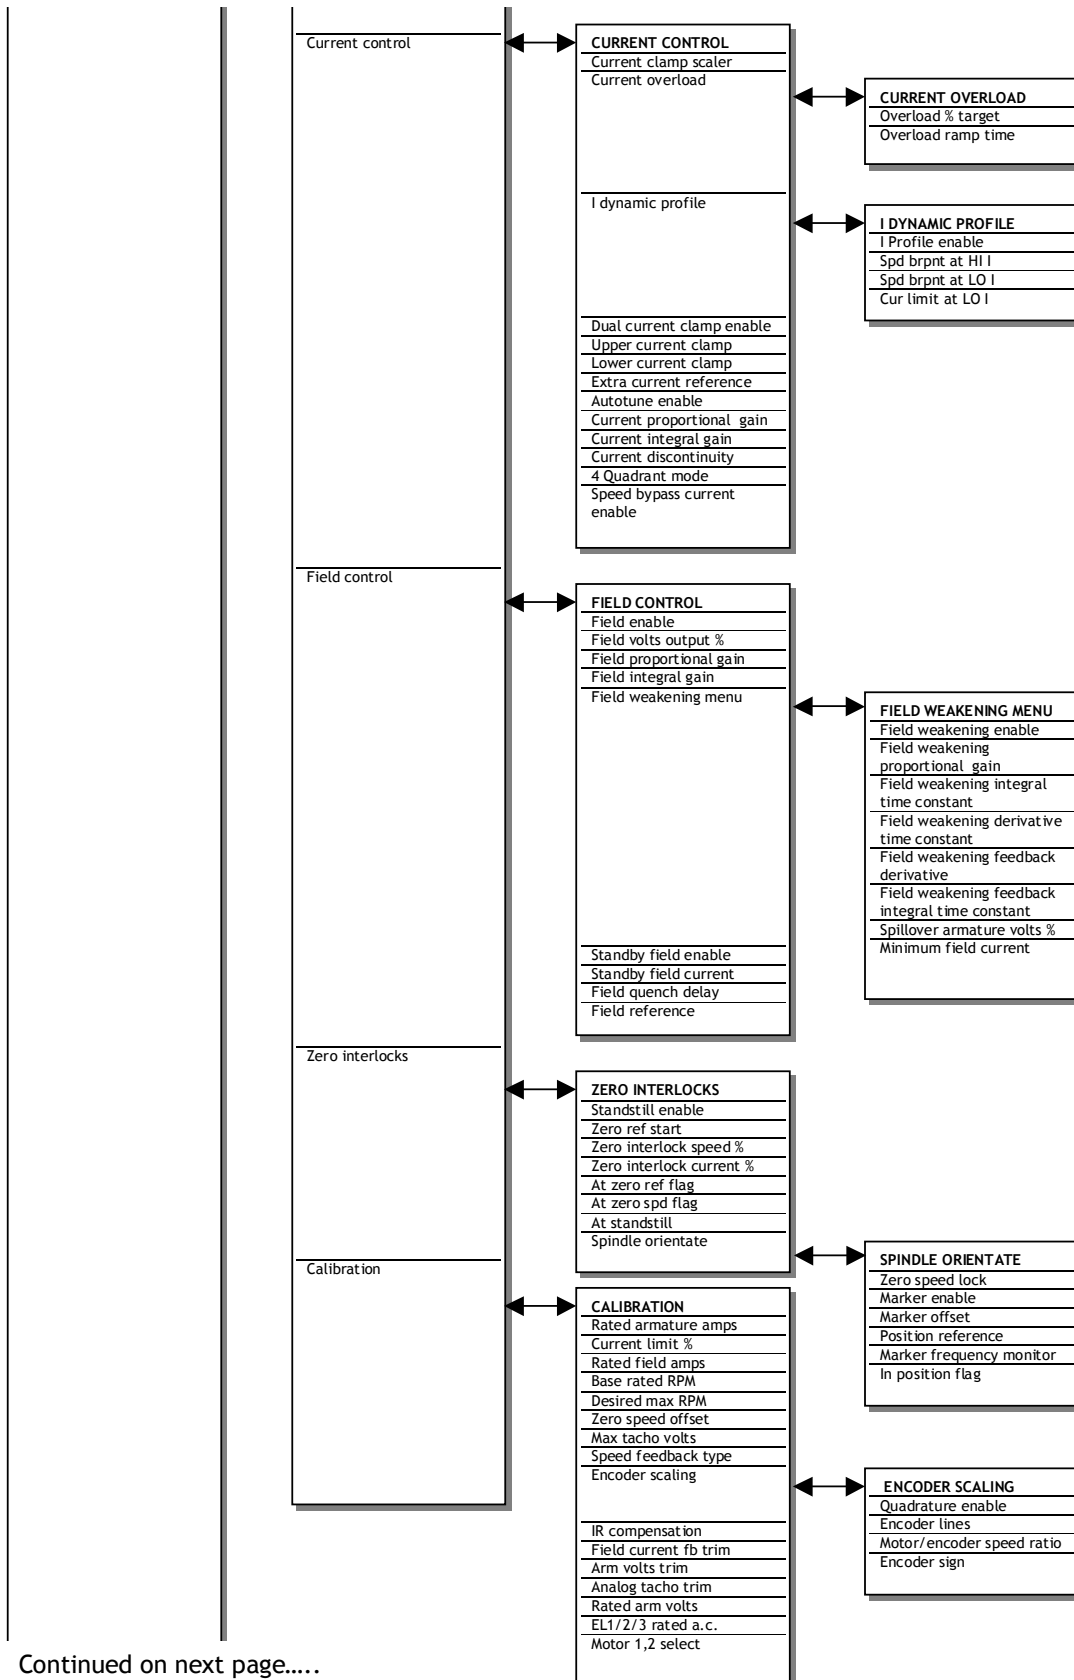 Current control
CURRENT CONTROL
Current clamp scaler
Current overload
CURRENT OVERLOAD
Overload % target
Overload ramp time
I dynamic profile
I DYNAMIC PROFILE
I Profile enable
Spd brpnt at HI I
Spd brpnt at LO I
Cur limit at LO I
Dual current clamp enable
Upper current clamp
Lower current clamp
Extra current reference
Autotune enable
Current proportional  gain
Current integral gain
Current discontinuity
4 Quadrant mode
Speed bypass current
enable
Field control
FIELD CONTROL
Field enable
Field volts output %
Field proportional gain
Field integral gain
Field weakening menu
FIELD WEAKENING MENU
Field weakening enable
Field weakening
proportional  gain
Field weakening integral
time constant
Field weakening derivative
time constant
Field weakening feedback
derivative
Field weakening feedback
integral time constant
Spillover armature volts %
Minimum field current
Standby field enable
Standby field current
Field quench delay
Field reference
Zero interlocks
ZERO INTERLOCKS
Standstill enable
Zero ref start
Zero interlock speed %
Zero interlock current %
At zero ref flag
At zero spd flag
At standstill
Spindle orientate
SPINDLE ORIENTATE
Zero speed lock
Marker enable
Marker offset
Position reference
Marker frequency monitor
In position flag
Calibration
CALIBRATION
Rated armature amps
Current limit %
Rated field amps
Base rated RPM
Desired max RPM
Zero speed offset
Max tacho volts
Speed feedback type
Encoder scaling
ENCODER SCALING
Quadrature enable
Encoder lines
Motor/encoder speed ratio
Encoder sign
IR compensation
Field current fb trim
Arm volts trim
Analog tacho trim
Rated arm volts
EL1/2/3 rated a.c.
Motor 1,2 select
Continued on next page.....